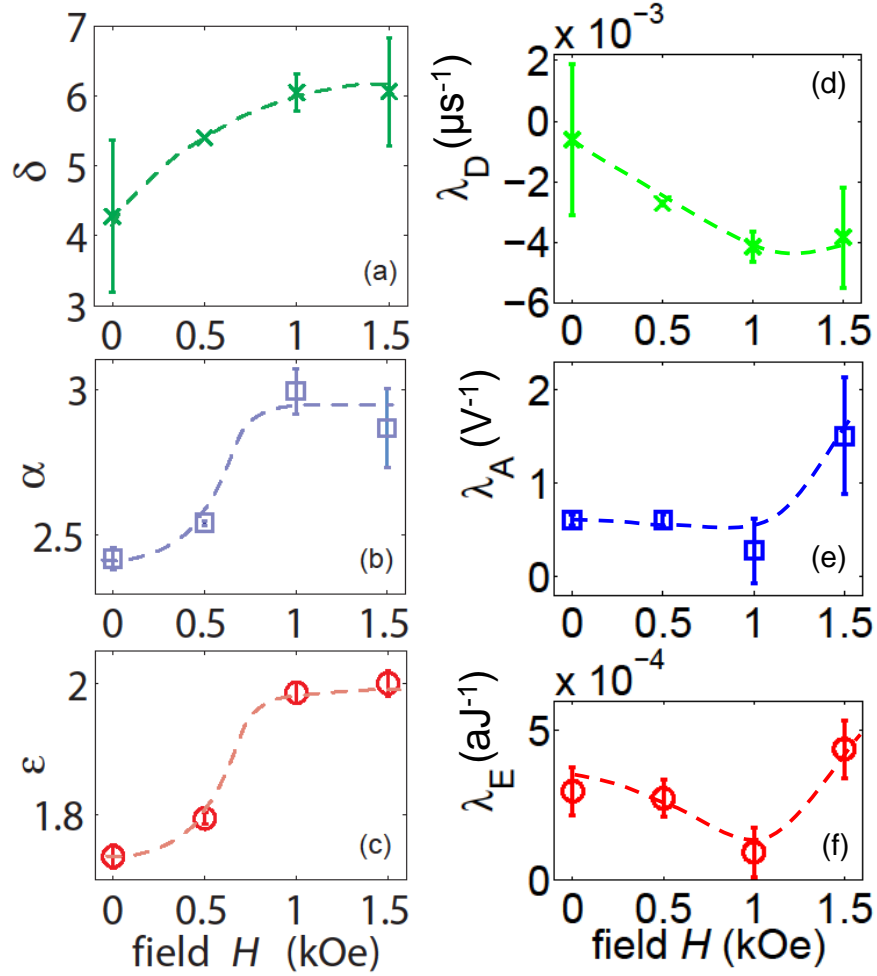 7
6
5
4
3
δ
(a)
0 0.5 1 1.5
3
2.5
α
(b)
0 0.5 1 1.5
2
1.8
ε
(c)
0 0.5 1 1.5
field H (kOe)
x 10⁻³
2
0
−2
−4
−6
λ_D (μs⁻¹)
(d)
0 0.5 1 1.5
2
1
0
λ_A (V⁻¹)
(e)
0 0.5 1 1.5
x 10⁻⁴
5
0
λ_E (aJ⁻¹)
(f)
0 0.5 1 1.5
field H (kOe)